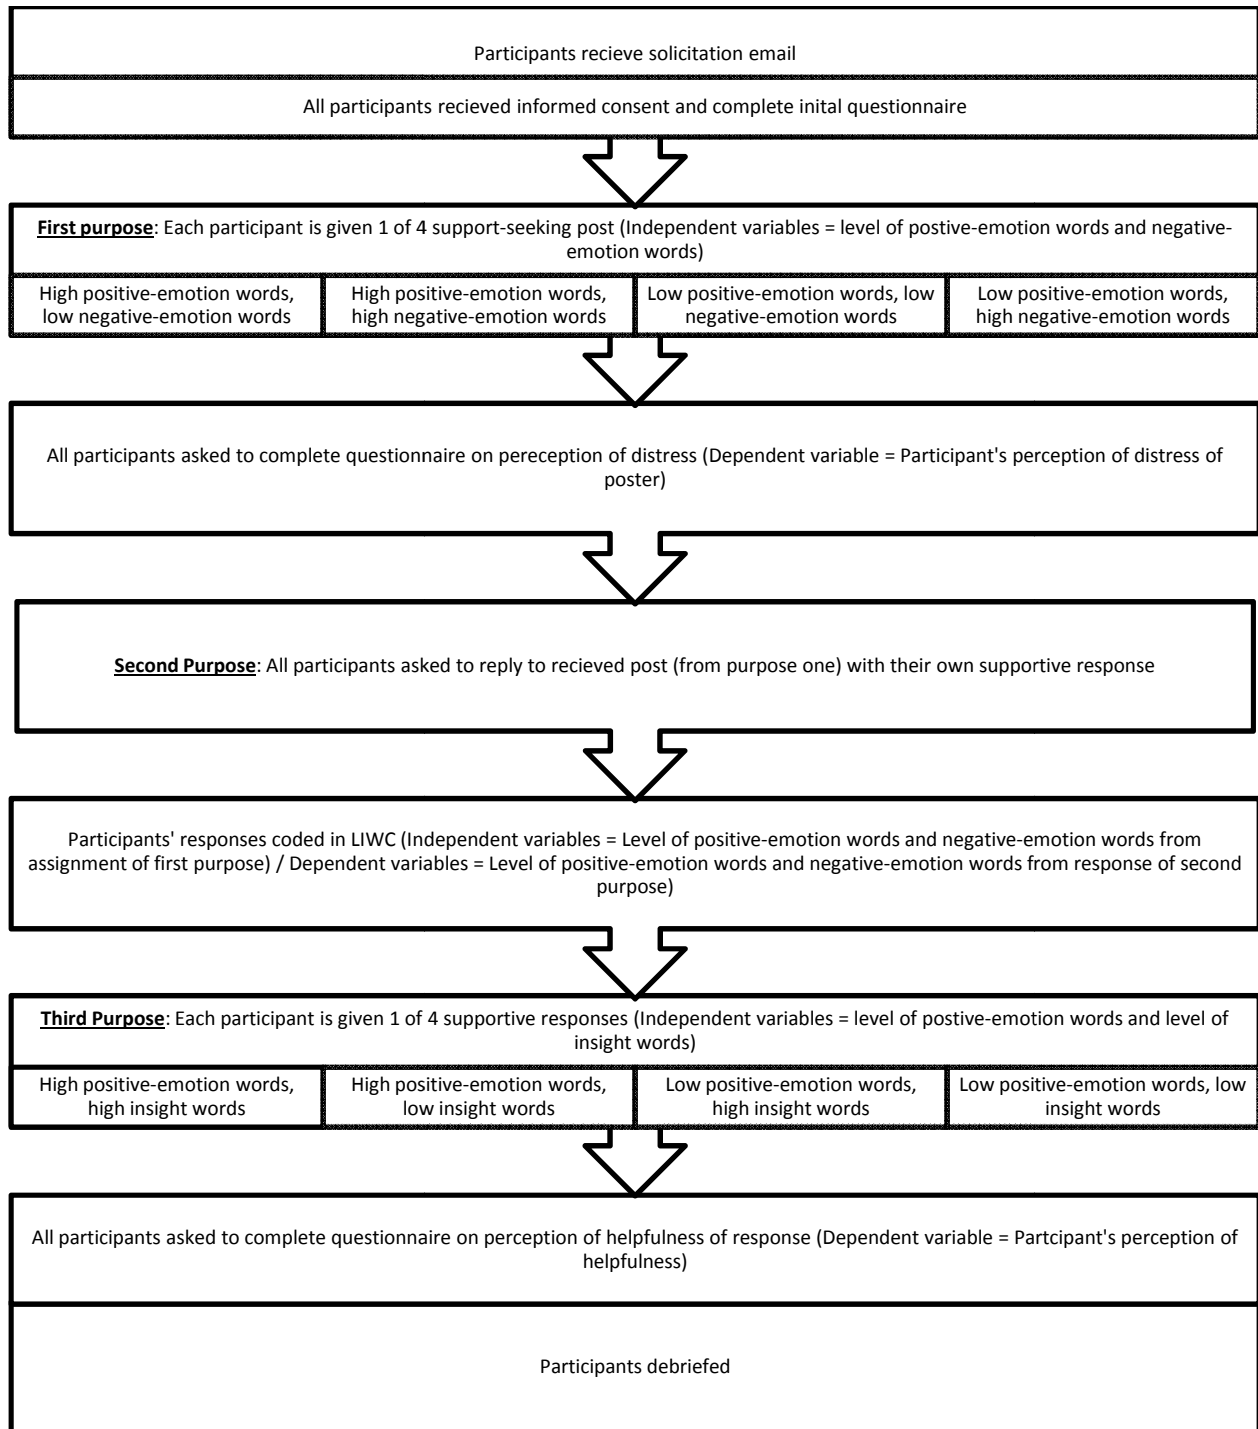 Participants recieve solicitation email
All participants recieved informed consent and complete inital questionnaire
First purpose: Each participant is given 1 of 4 support-seeking post (Independent variables = level of postive-emotion words and negative-
emotion words)
High positive-emotion words,
low negative-emotion words
High positive-emotion words,
high negative-emotion words
Low positive-emotion words, low
negative-emotion words
Low positive-emotion words,
high negative-emotion words
All participants asked to complete questionnaire on pereception of distress (Dependent variable = Participant's perception of distress of
poster)
Second Purpose: All participants asked to reply to recieved post (from purpose one) with their own supportive response
Participants' responses coded in LIWC (Independent variables = Level of positive-emotion words and negative-emotion words from
assignment of first purpose) / Dependent variables = Level of positive-emotion words and negative-emotion words from response of second
purpose)
Third Purpose: Each participant is given 1 of 4 supportive responses (Independent variables = level of postive-emotion words and level of
insight words)
High positive-emotion words,
high insight words
High positive-emotion words,
low insight words
Low positive-emotion words,
high insight words
Low positive-emotion words, low
insight words
All participants asked to complete questionnaire on perception of helpfulness of response (Dependent variable = Partcipant's perception of
helpfulness)
Participants debriefed